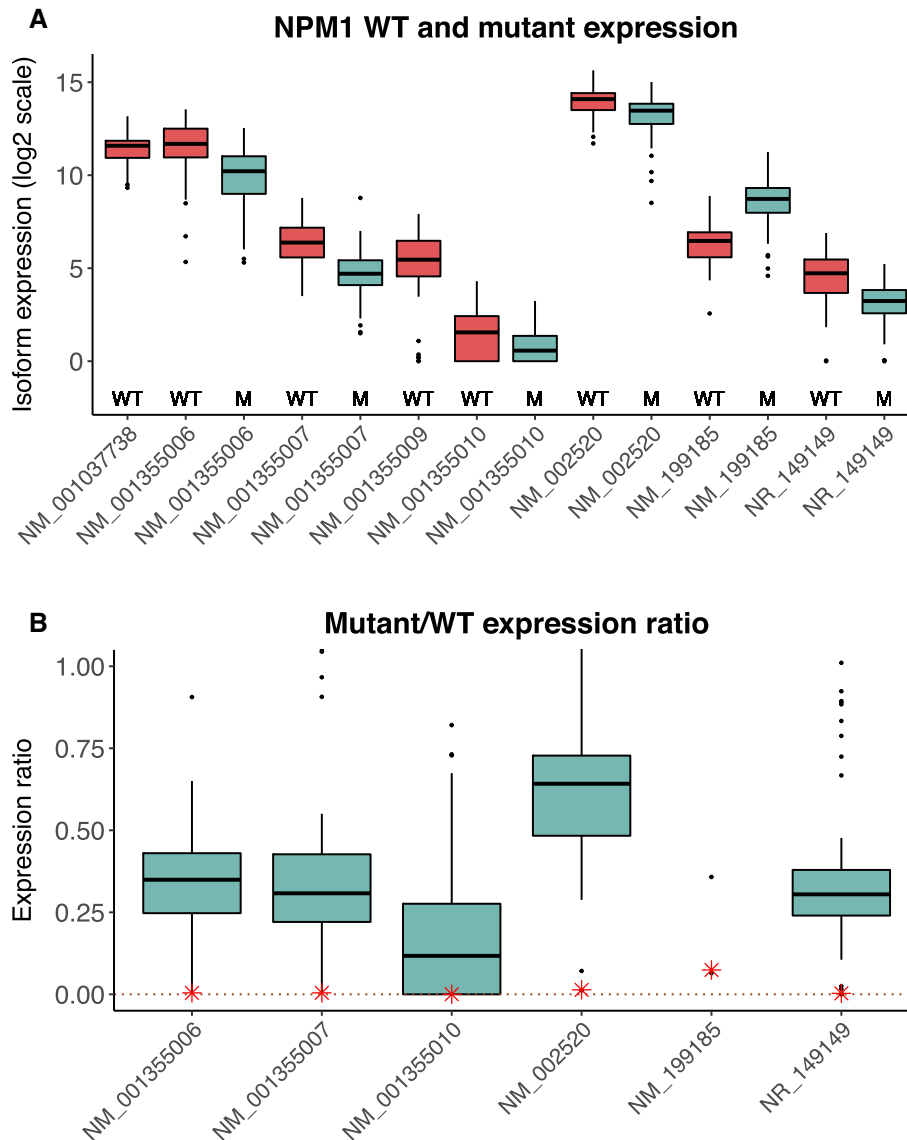 A
NPM1 WT and mutant expression
Isoform expression (log2 scale)
15
10
5
0
WT WT M WT M WT WT M WT M WT M WT M
NM_001037738
NM_001355006
NM_001355006
NM_001355007
NM_001355007
NM_001355009
NM_001355010
NM_001355010
NM_002520
NM_002520
NM_199185
NM_199185
NR_149149
NR_149149
B
Mutant/WT expression ratio
Expression ratio
1.00
0.75
0.50
0.25
0.00
NM_001355006
NM_001355007
NM_001355010
NM_002520
NM_199185
NR_149149